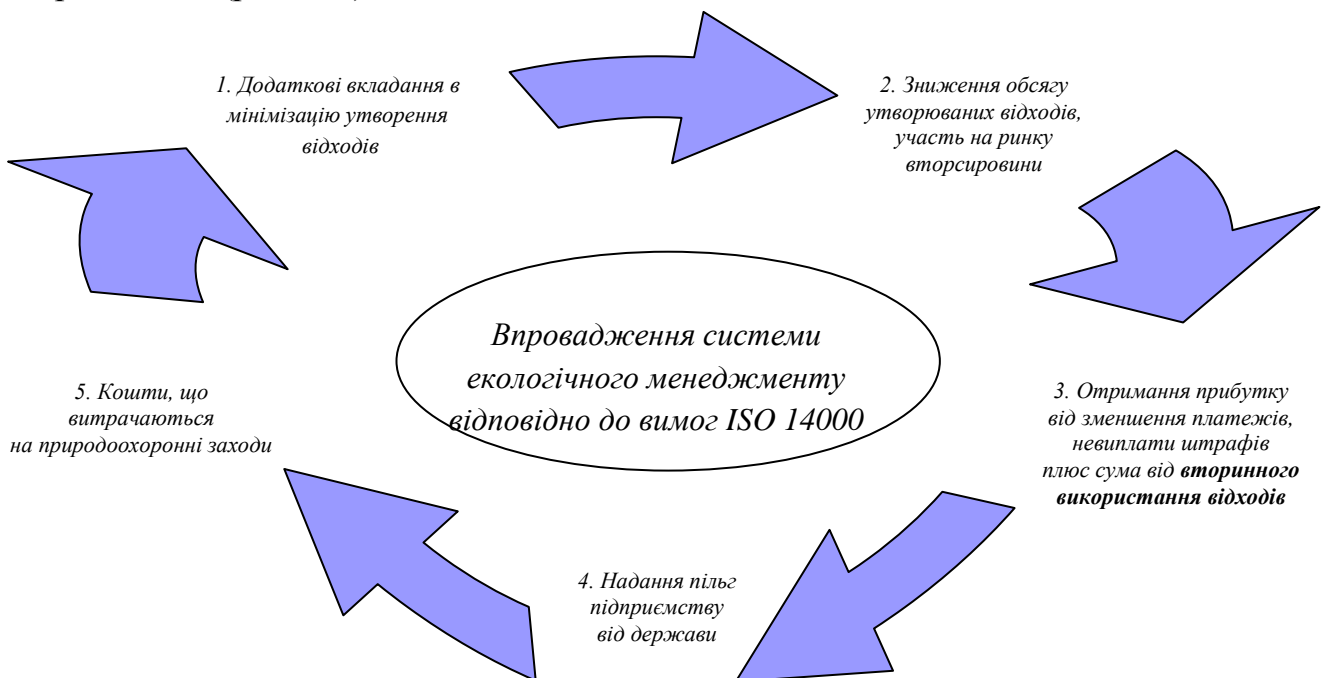 1. Додаткові вкладання в
мінімізацію утворення
відходів
2. Зниження обсягу
утворюваних відходів,
участь на ринку
вторсировини
Впровадження системи
екологічного менеджменту
відповідно до вимог ISO 14000
3. Отримання прибутку
від зменшення платежів,
невиплати штрафів
плюс сума від вторинного
використання відходів
4. Надання пільг
підприємству
від держави
5. Кошти, що
витрачаються
на природоохоронні заходи